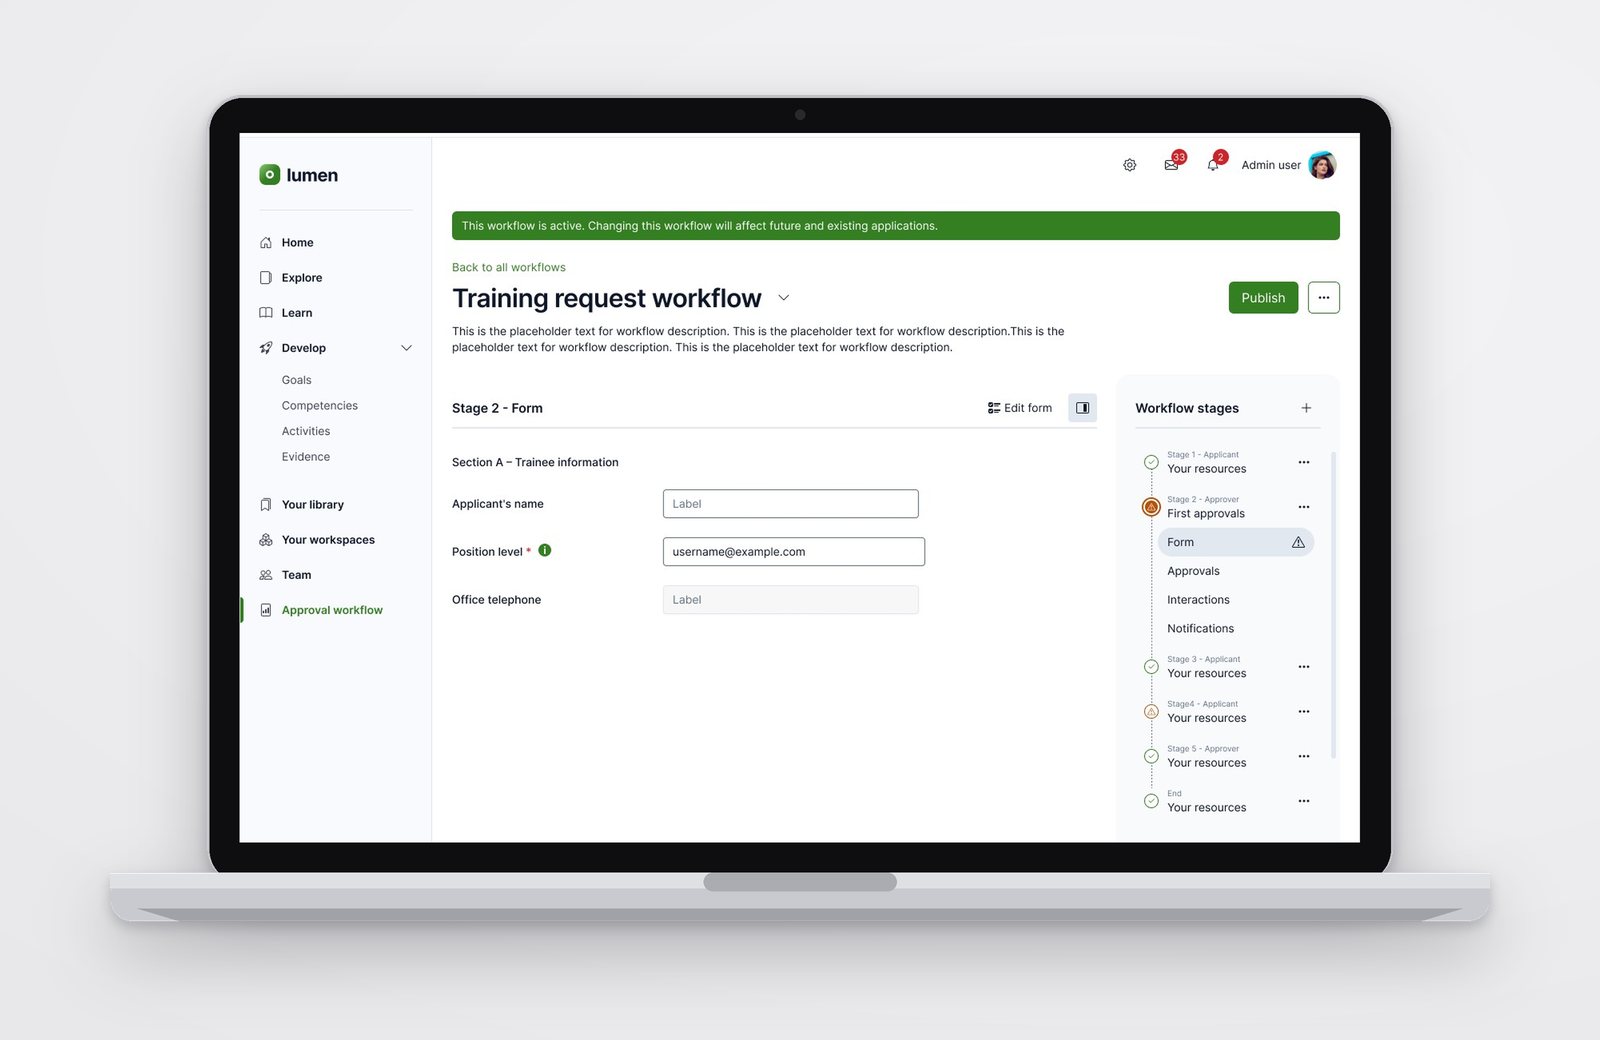 lumen
33
2
Admin user
Home
Explore
Learn
Develop
Goals
Competencies
Activities
Evidence
Your library
Your workspaces
Team
Approval workflow
This workflow is active. Changing this workflow will affect future and existing applications.
Back to all workflows
Training request workflow
Publish
This is the placeholder text for workflow description. This is the placeholder text for workflow description.This is the
placeholder text for workflow description. This is the placeholder text for workflow description.
Stage 2 - Form
Edit form
Section A – Trainee information
Applicant's name
Label
Position level *
username@example.com
Office telephone
Label
Workflow stages
Stage 1 - Applicant
Your resources
Stage 2 - Approver
First approvals
Form
Approvals
Interactions
Notifications
Stage 3 - Applicant
Your resources
Stage4 - Applicant
Your resources
Stage 5 - Approver
Your resources
End
Your resources